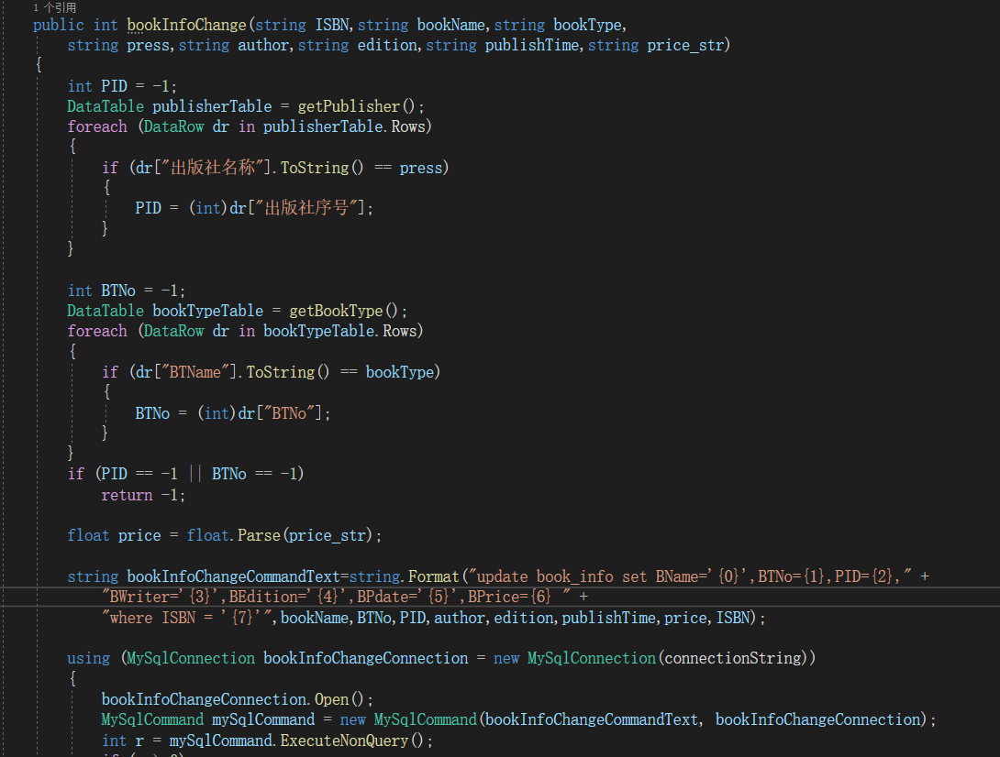 1 个引用
public int bookInfoChange(string ISBN,string bookName,string bookType,
string press,string author,string edition,string publishTime,string price_str)
{
int PID = -1;
DataTable publisherTable = getPublisher();
foreach (DataRow dr in publisherTable.Rows)
{
if (dr["出版社名称"].ToString() == press)
{
PID = (int)dr["出版社序号"];
}
}
int BTNo = -1;
DataTable bookTypeTable = getBookType();
foreach (DataRow dr in bookTypeTable.Rows)
{
if (dr["BTName"].ToString() == bookType)
{
BTNo = (int)dr["BTNo"];
}
}
if (PID == -1 || BTNo == -1)
return -1;
float price = float.Parse(price_str);
string bookInfoChangeCommandText=string.Format("update book_info set BName='{0}',BTNo={1},PID={2}," +
"BWriter='{3}',BEdition='{4}',BPdate='{5}',BPrice={6} " +
"where ISBN = '{7}'",bookName,BTNo,PID,author,edition,publishTime,price,ISBN);
using (MySqlConnection bookInfoChangeConnection = new MySqlConnection(connectionString))
{
bookInfoChangeConnection.Open();
MySqlCommand mySqlCommand = new MySqlCommand(bookInfoChangeCommandText, bookInfoChangeConnection);
int r = mySqlCommand.ExecuteNonQuery();